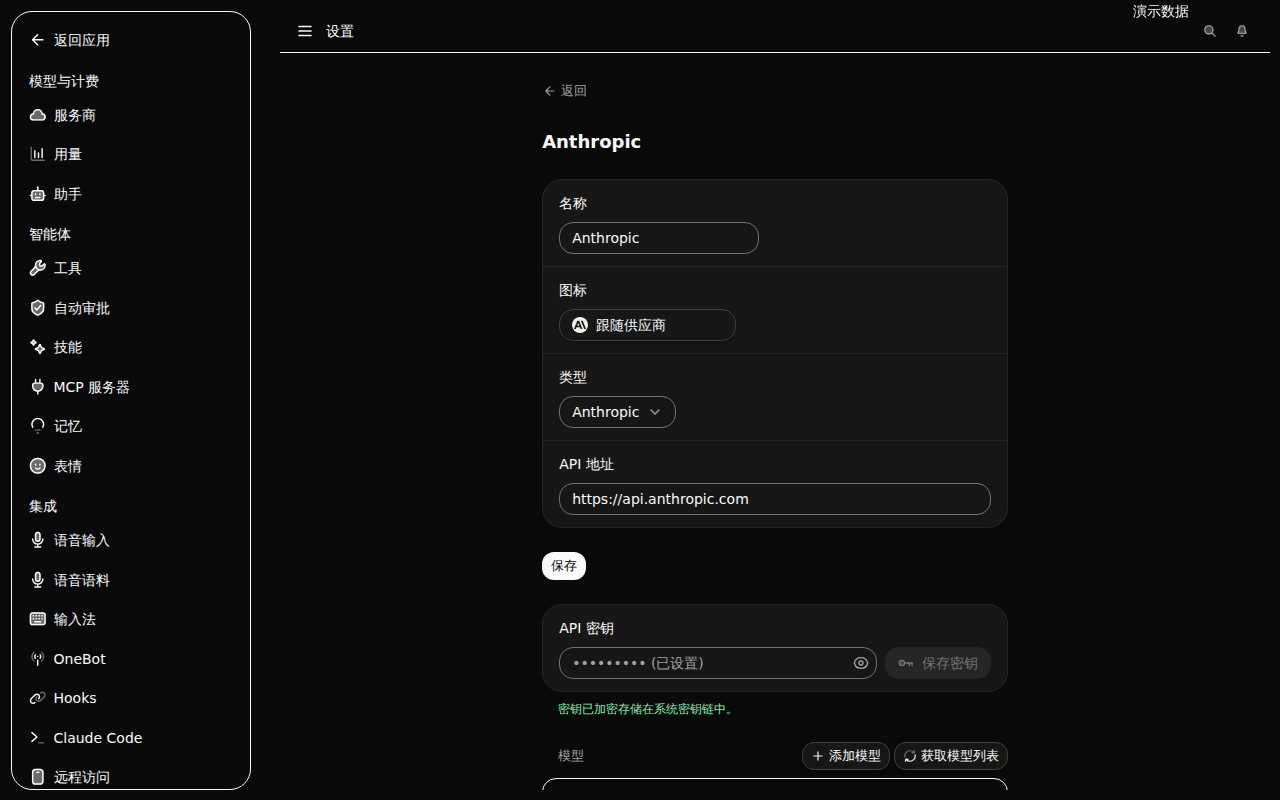 返回应用
模型与计费
服务商
用量
助手
智能体
工具
自动审批
技能
MCP 服务器
记忆
表情
集成
语音输入
语音语料
输入法
OneBot
Hooks
Claude Code
远程访问
设置
演示数据
返回
Anthropic
名称
Anthropic
图标
跟随供应商
类型
Anthropic
API 地址
https://api.anthropic.com
保存
API 密钥
••••••••• (已设置)
保存密钥
密钥已加密存储在系统密钥链中。
模型
添加模型
获取模型列表